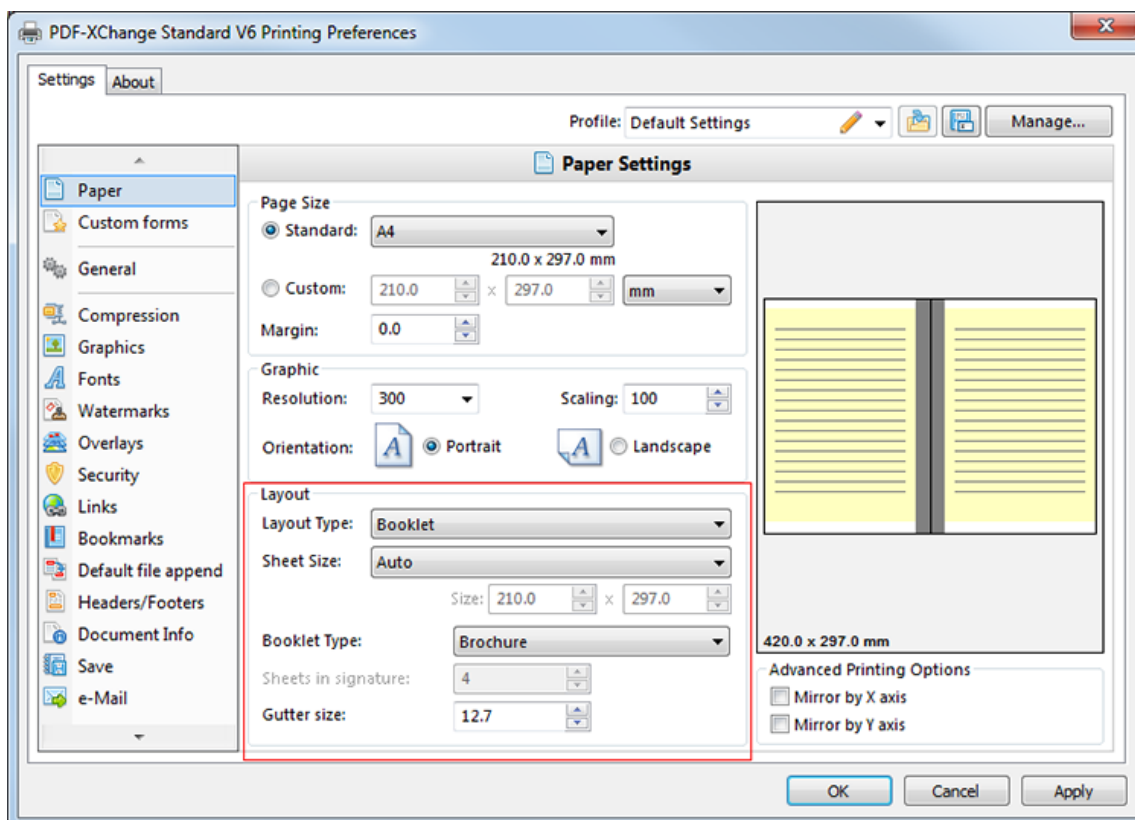 PDF-XChange Standard V6 Printing Preferences
Settings About
Profile: Default Settings Manage...
Paper
Custom forms
General
Compression
Graphics
Fonts
Watermarks
Overlays
Security
Links
Bookmarks
Default file append
Headers/Footers
Document Info
Save
e-Mail
Paper Settings
Page Size
Standard: A4
210.0 x 297.0 mm
Custom: 210.0 x 297.0 mm
Margin: 0.0
Graphic
Resolution: 300 Scaling: 100
Orientation: A Portrait A Landscape
Layout
Layout Type: Booklet
Sheet Size: Auto
Size: 210.0 x 297.0
Booklet Type: Brochure
Sheets in signature: 4
Gutter size: 12.7
420.0 x 297.0 mm
Advanced Printing Options
Mirror by X axis
Mirror by Y axis
OK Cancel Apply